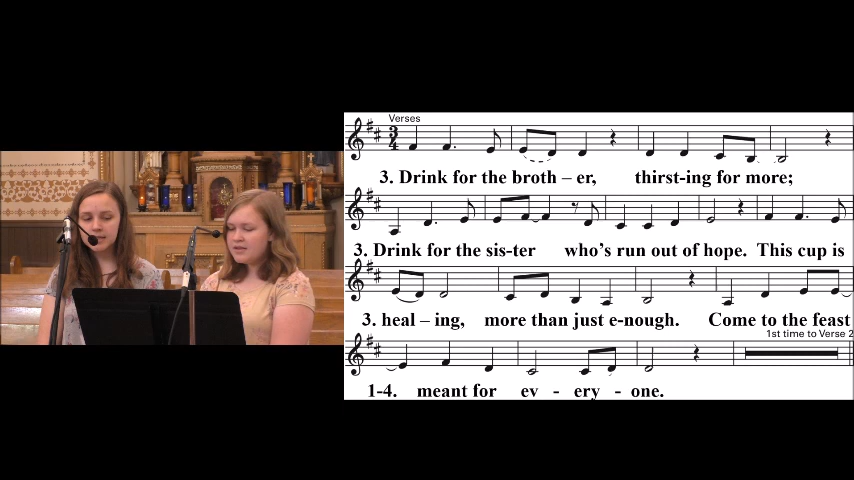 Verses
3
4
3. Drink for the broth – er, thirst-ing for more;
3. Drink for the sis-ter who's run out of hope. This cup is
3. heal – ing, more than just e-nough. Come to the feast
1st time to Verse 2
1-4. meant for ev - ery - one.